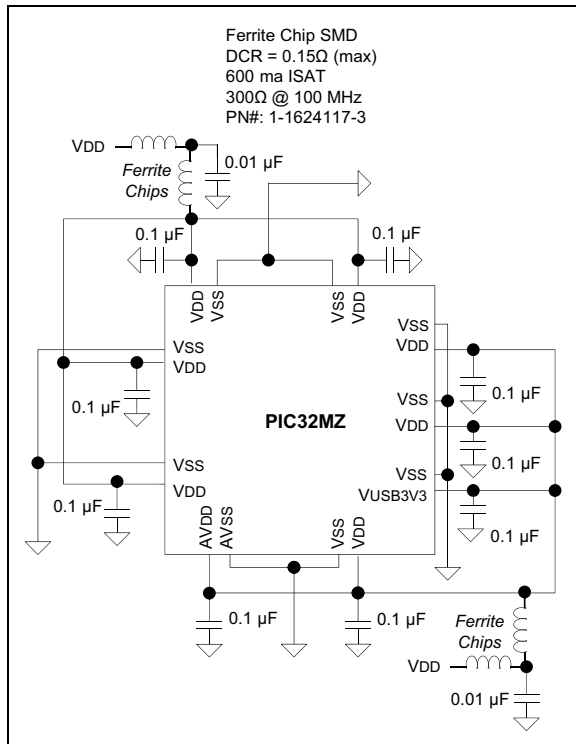 Ferrite Chip SMD
DCR = 0.15Ω (max)
600 ma ISAT
300Ω @ 100 MHz
PN#: 1-1624117-3
VDD
0.01 µF
Ferrite
Chips
0.1 µF
0.1 µF
VDD
VSS
VSS
VDD
VSS
VDD
0.1 µF
VSS
VDD
0.1 µF
PIC32MZ
VSS
VDD
0.1 µF
VSS
VDD
0.1 µF
VSS
VUSB3V3
0.1 µF
AVDD
AVSS
VSS
VDD
0.1 µF
0.1 µF
Ferrite
Chips
VDD
0.01 µF